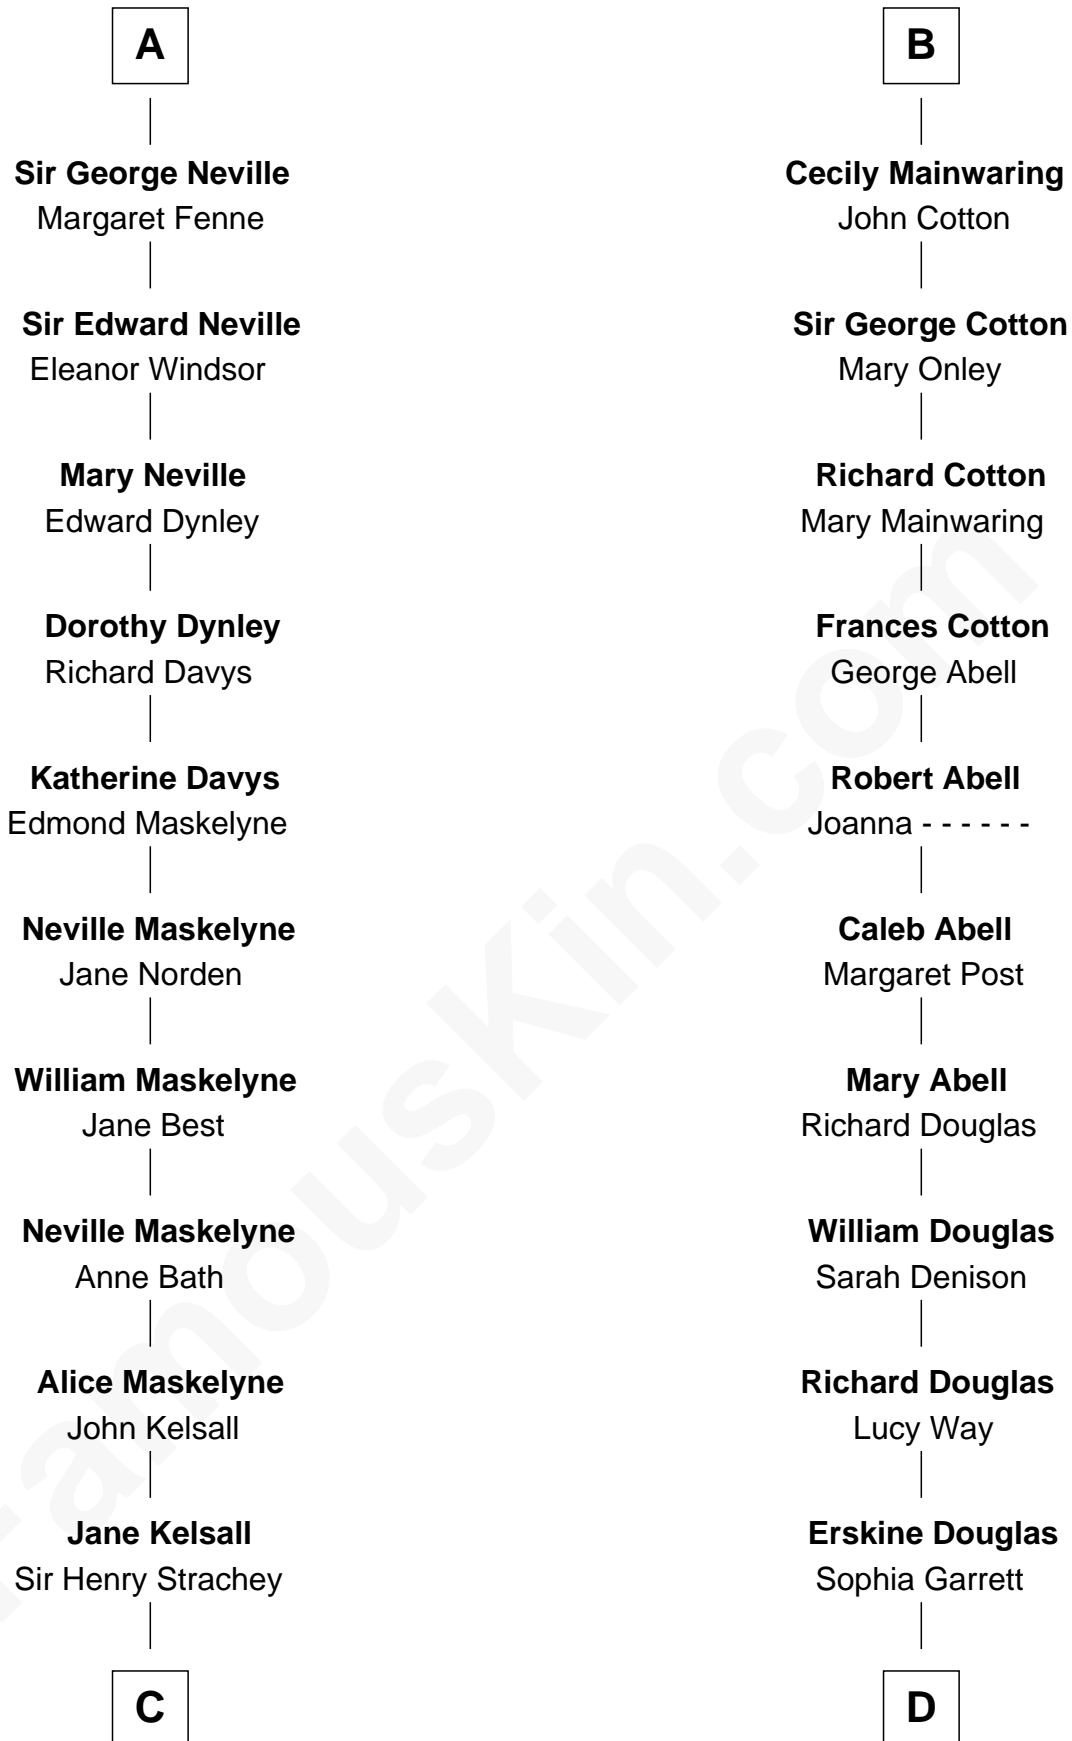 A
Sir George Neville
Margaret Fenne
Sir Edward Neville
Eleanor Windsor
Mary Neville
Edward Dynley
Dorothy Dynley
Richard Davys
Katherine Davys
Edmond Maskelyne
Neville Maskelyne
Jane Norden
William Maskelyne
Jane Best
Neville Maskelyne
Anne Bath
Alice Maskelyne
John Kelsall
Jane Kelsall
Sir Henry Strachey
C
B
Cecily Mainwaring
John Cotton
Sir George Cotton
Mary Onley
Richard Cotton
Mary Mainwaring
Frances Cotton
George Abell
Robert Abell
Joanna - - - - - -
Caleb Abell
Margaret Post
Mary Abell
Richard Douglas
William Douglas
Sarah Denison
Richard Douglas
Lucy Way
Erskine Douglas
Sophia Garrett
D
FamousKin.com